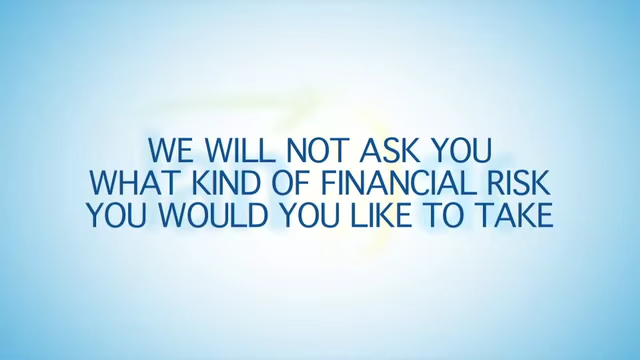 WE WILL NOT ASK YOU
WHAT KIND OF FINANCIAL RISK
YOU WOULD YOU LIKE TO TAKE